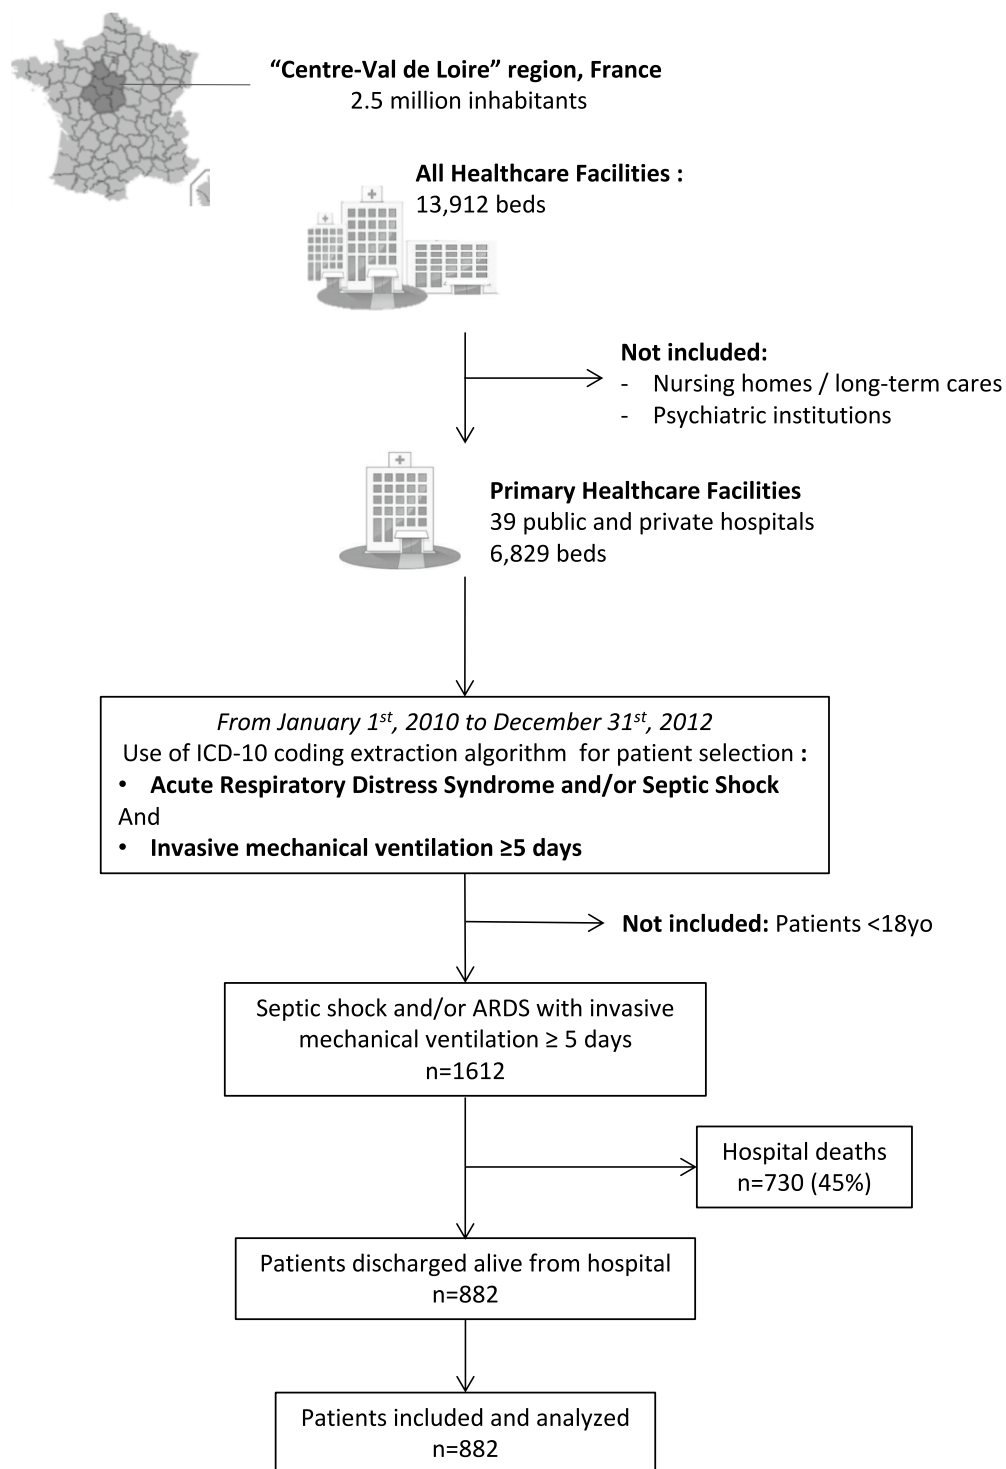 “Centre-Val de Loire” region, France
2.5 million inhabitants
All Healthcare Facilities :
13,912 beds
Not included:
- Nursing homes / long-term cares
- Psychiatric institutions
Primary Healthcare Facilities
39 public and private hospitals
6,829 beds
From January 1st, 2010 to December 31st, 2012
Use of ICD-10 coding extraction algorithm for patient selection :
• Acute Respiratory Distress Syndrome and/or Septic Shock
And
• Invasive mechanical ventilation ≥5 days
Not included: Patients <18yo
Septic shock and/or ARDS with invasive
mechanical ventilation ≥ 5 days
n=1612
Hospital deaths
n=730 (45%)
Patients discharged alive from hospital
n=882
Patients included and analyzed
n=882